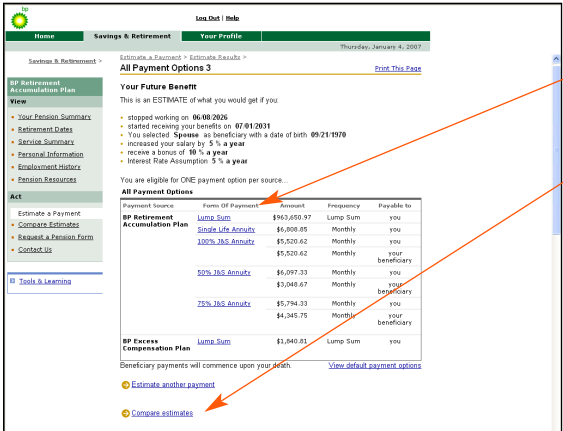 bp
Log Out | Help
Home Savings & Retirement Your Profile
Thursday, January 4, 2007
Savings & Retirement >
Estimate a Payment > Estimate Results >
All Payment Options 3 Print This Page
BP Retirement
Accumulation Plan
View
Your Pension Summary
Retirement Dates
Service Summary
Personal Information
Employment History
Pension Resources
Act
Estimate a Payment
Compare Estimates
Request a Pension Form
Contact Us
Tools & Learning
Your Future Benefit
This is an ESTIMATE of what you would get if you:
stopped working on 06/08/2026
started receiving your benefits on 07/01/2031
You selected Spouse as beneficiary with a date of birth 09/21/1970
increased your salary by 5 % a year
receive a bonus of 10 % a year
Interest Rate Assumption 5 % a year
You are eligible for ONE payment option per source...
All Payment Options
Payment Source Form Of Payment Amount Frequency Payable to
BP Retirement Lump Sum $963,650.97 Lump Sum you
Accumulation Plan Single Life Annuity $6,808.85 Monthly you
100% J&S Annuity $5,520.62 Monthly you
$5,520.62 Monthly your
beneficiary
50% J&S Annuity $6,097.33 Monthly you
$3,048.67 Monthly your
beneficiary
75% J&S Annuity $5,794.33 Monthly you
$4,345.75 Monthly your
beneficiary
BP Excess Lump Sum $1,840.81 Lump Sum you
Compensation Plan
Beneficiary payments will commence upon your death. View default payment options
Estimate another payment
Compare estimates